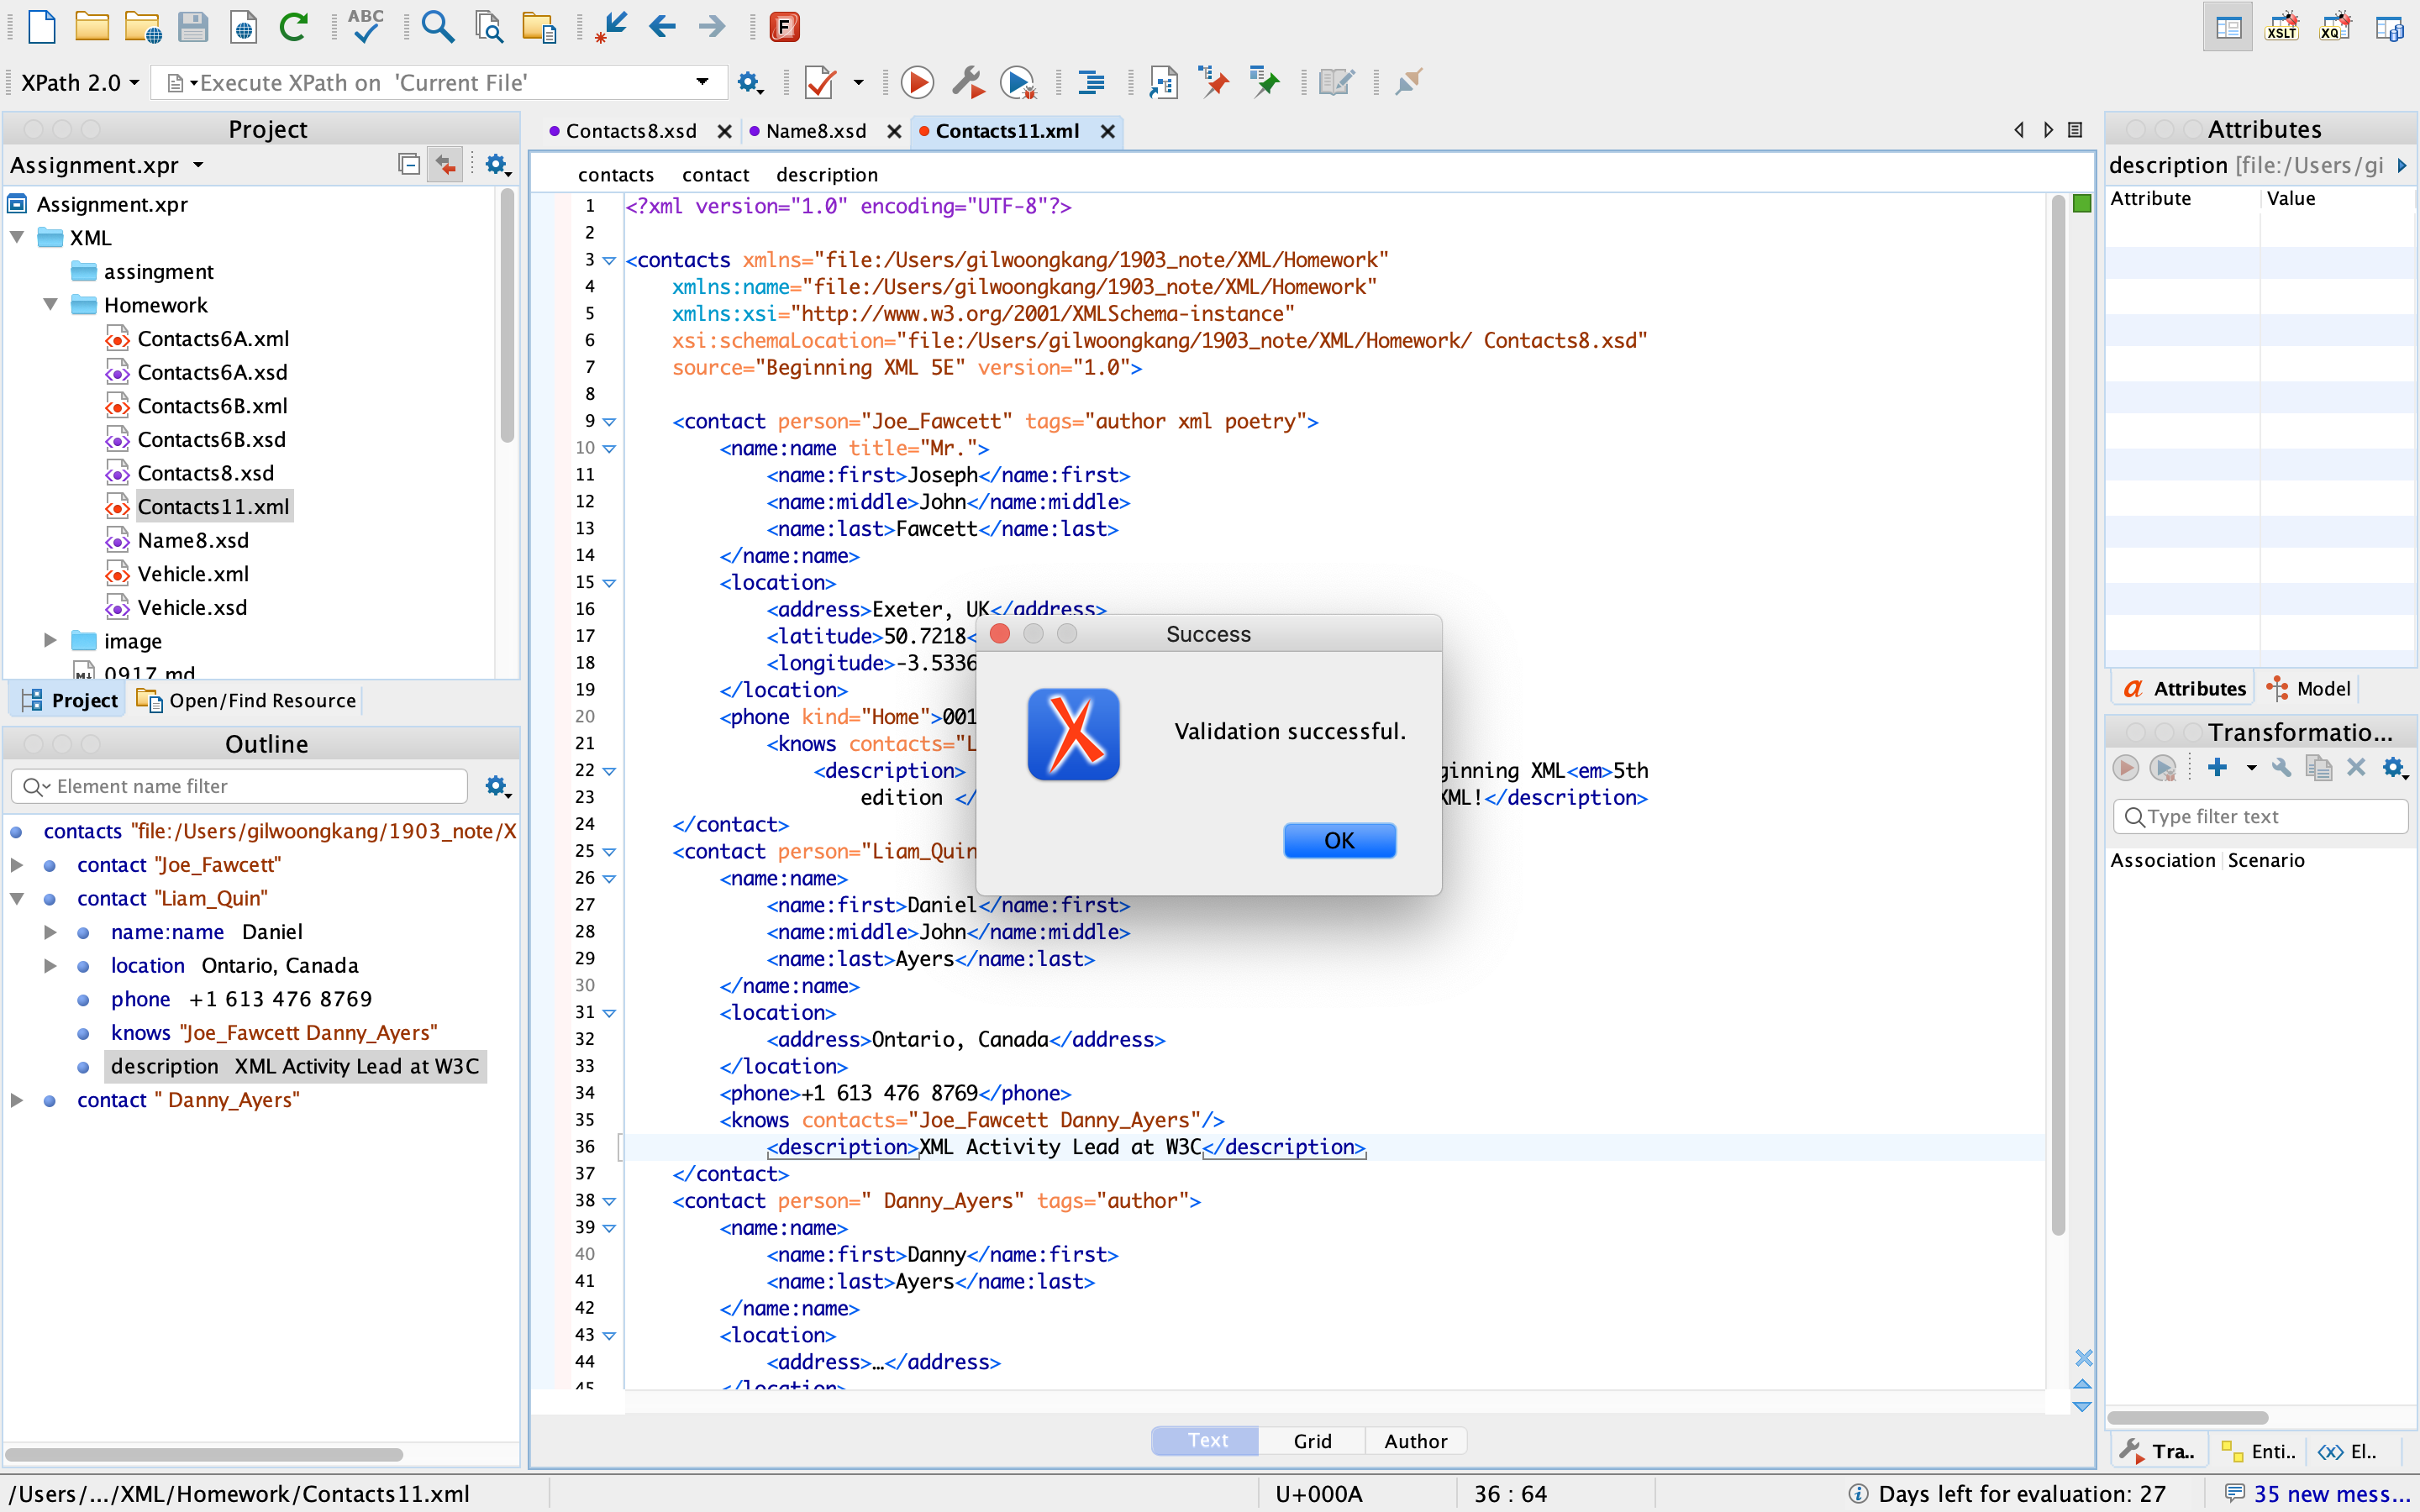 ABC
F
XSLT
XQ
XPath 2.0
Execute XPath on 'Current File'
Project
Contacts8.xsd
Name8.xsd
Contacts11.xml
Attributes
Assignment.xpr
description [file:/Users/gi
contacts contact description
Attribute Value
Assignment.xpr
XML
assingment
Homework
Contacts6A.xml
Contacts6A.xsd
Contacts6B.xml
Contacts6B.xsd
Contacts8.xsd
Contacts11.xml
Name8.xsd
Vehicle.xml
Vehicle.xsd
image
0917.md
Project
Open/Find Resource
Outline
Element name filter
contacts "file:/Users/gilwoongkang/1903_note/X
contact "Joe_Fawcett"
contact "Liam_Quin"
name:name Daniel
location Ontario, Canada
phone +1 613 476 8769
knows "Joe_Fawcett Danny_Ayers"
description XML Activity Lead at W3C
contact " Danny_Ayers"
1 <?xml version="1.0" encoding="UTF-8"?>
2
3 <contacts xmlns="file:/Users/gilwoongkang/1903_note/XML/Homework"
4 xmlns:name="file:/Users/gilwoongkang/1903_note/XML/Homework"
5 xmlns:xsi="http://www.w3.org/2001/XMLSchema-instance"
6 xsi:schemaLocation="file:/Users/gilwoongkang/1903_note/XML/Homework/ Contacts8.xsd"
7 source="Beginning XML 5E" version="1.0">
8
9 <contact person="Joe_Fawcett" tags="author xml poetry">
10 <name:name title="Mr.">
11 <name:first>Joseph</name:first>
12 <name:middle>John</name:middle>
13 <name:last>Fawcett</name:last>
14 </name:name>
15 <location>
16 <address>Exeter, UK</address>
17 <latitude>50.7218<
18 <longitude>-3.5336
19 </location>
20 <phone kind="Home">001
21 <knows contacts="L
22 <description> ginning XML<em>5th
23 edition </ XML!</description>
24 </contact>
25 <contact person="Liam_Quin
26 <name:name>
27 <name:first>Daniel</name:first>
28 <name:middle>John</name:middle>
29 <name:last>Ayers</name:last>
30 </name:name>
31 <location>
32 <address>Ontario, Canada</address>
33 </location>
34 <phone>+1 613 476 8769</phone>
35 <knows contacts="Joe_Fawcett Danny_Ayers"/>
36 <description>XML Activity Lead at W3C</description>
37 </contact>
38 <contact person=" Danny_Ayers" tags="author">
39 <name:name>
40 <name:first>Danny</name:first>
41 <name:last>Ayers</name:last>
42 </name:name>
43 <location>
44 <address>…</address>
45 </location>
Success
Validation successful.
OK
Text Grid Author
Attributes
Model
Transformatio...
Type filter text
Association Scenario
Tra..
Enti..
El..
/Users/.../XML/Homework/Contacts11.xml
U+000A
36 : 64
Days left for evaluation: 27
35 new mess...